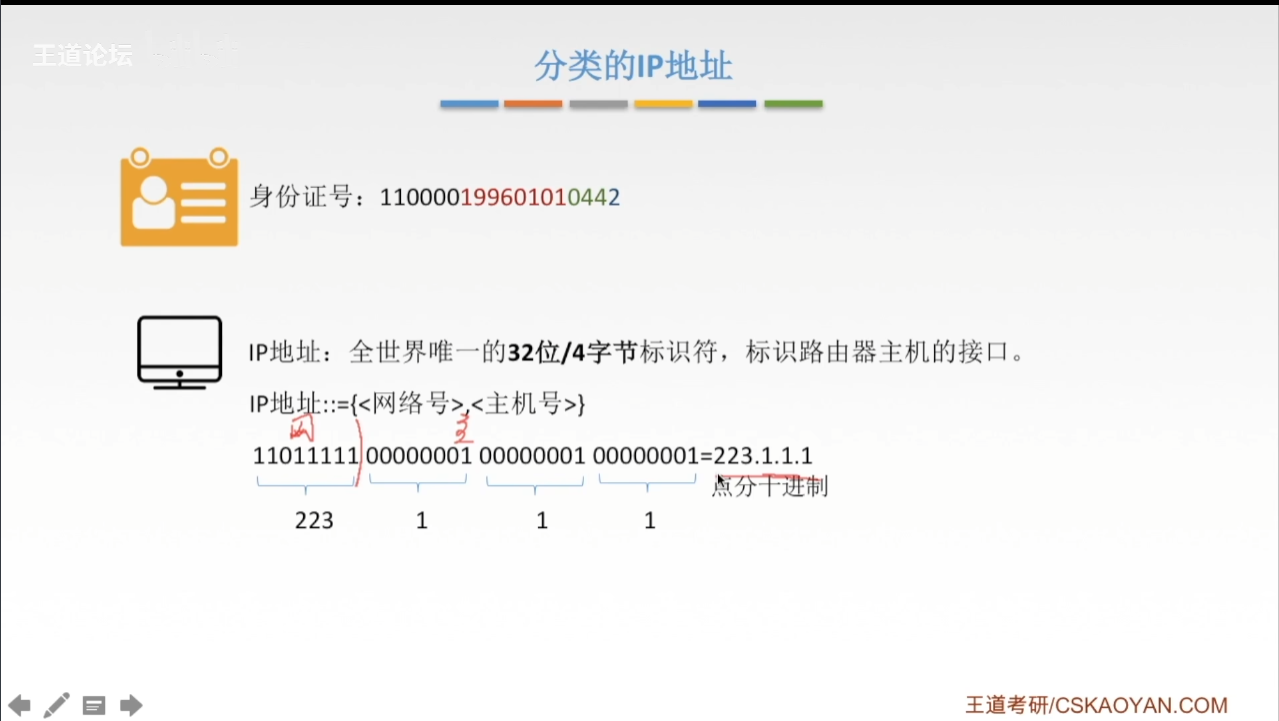 王道论坛
分类的IP地址
身份证号：110000199601010442
IP地址：全世界唯一的32位/4字节标识符，标识路由器主机的接口。
IP地址::={<网络号>,<主机号>}
网 主
11011111 00000001 00000001 00000001=223.1.1.1
点分十进制
223 1 1 1
王道考研/CSKAOYAN.COM